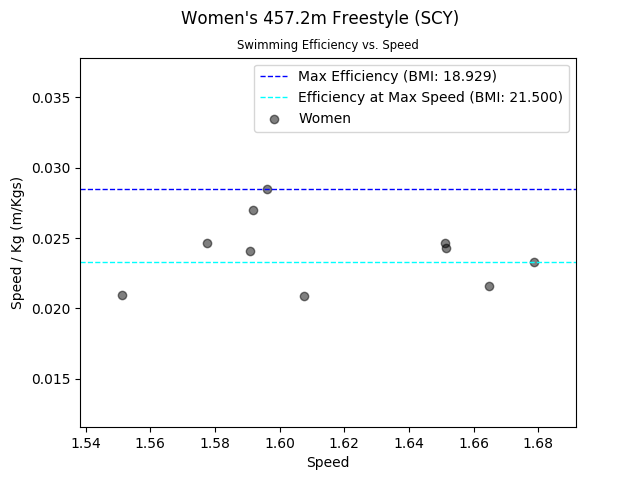 Women's 457.2m Freestyle (SCY)
Swimming Efficiency vs. Speed
Max Efficiency (BMI: 18.929)
Efficiency at Max Speed (BMI: 21.500)
Women
Speed / Kg (m/Kgs)
0.035
0.030
0.025
0.020
0.015
1.54 1.56 1.58 1.60 1.62 1.64 1.66 1.68
Speed